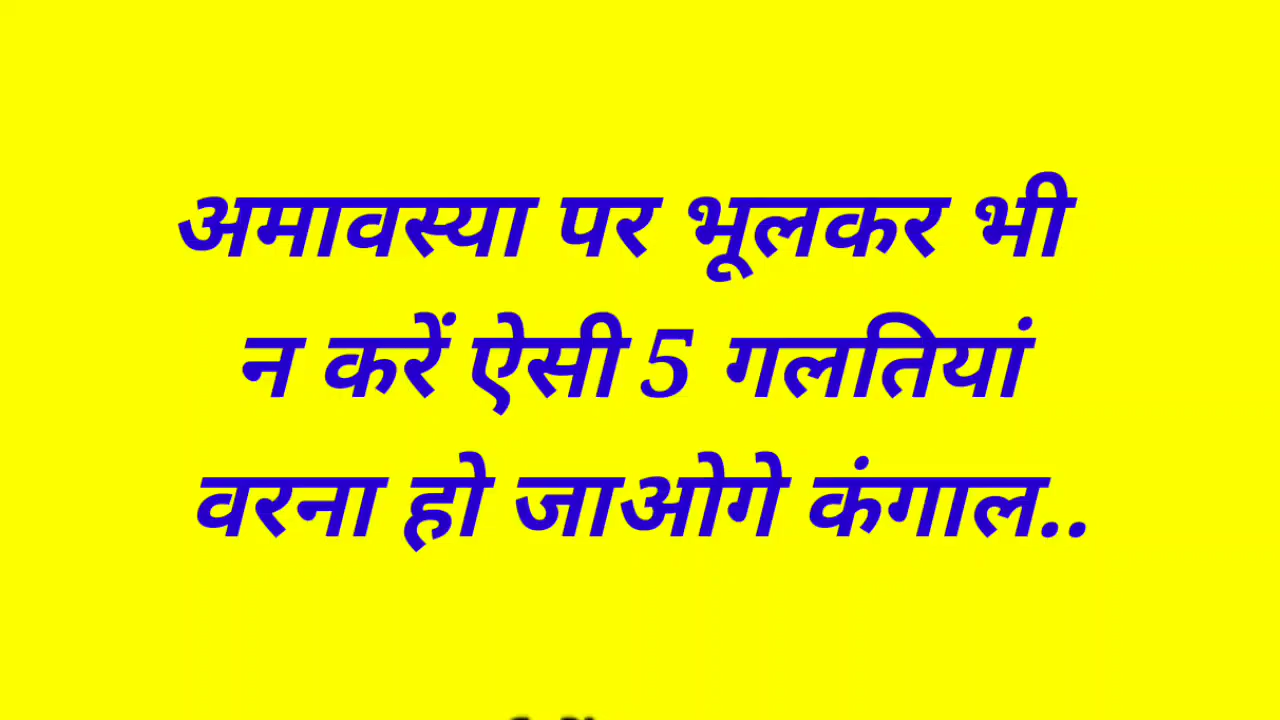 अमावस्या पर भूलकर भी
न करें ऐसी 5 गलतियां
वरना हो जाओगे कंगाल..